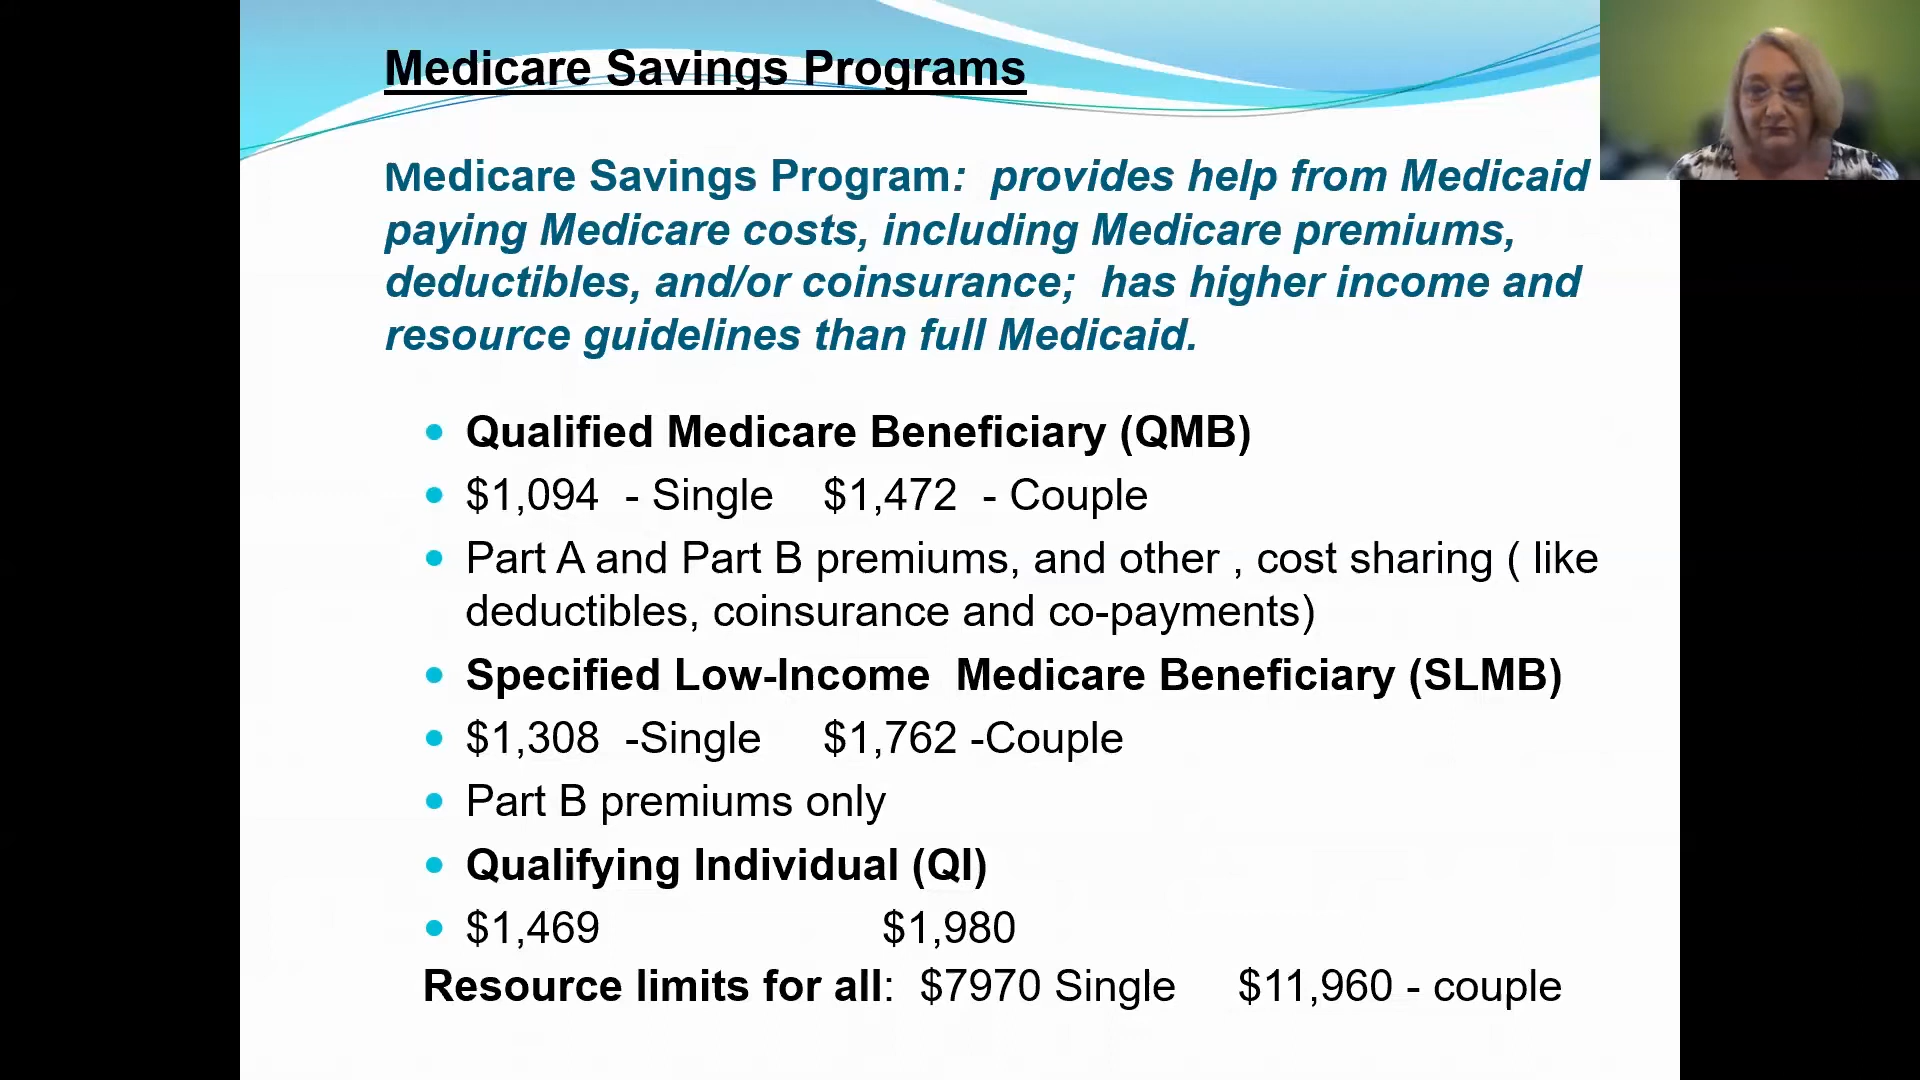 Medicare Savings Programs
Medicare Savings Program:  provides help from Medicaid
paying Medicare costs, including Medicare premiums,
deductibles, and/or coinsurance;  has higher income and
resource guidelines than full Medicaid.
Qualified Medicare Beneficiary (QMB)
$1,094  - Single    $1,472  - Couple
Part A and Part B premiums, and other , cost sharing ( like
deductibles, coinsurance and co-payments)
Specified Low-Income  Medicare Beneficiary (SLMB)
$1,308  -Single    $1,762 -Couple
Part B premiums only
Qualifying Individual (QI)
$1,469    $1,980
Resource limits for all:  $7970 Single    $11,960 - couple